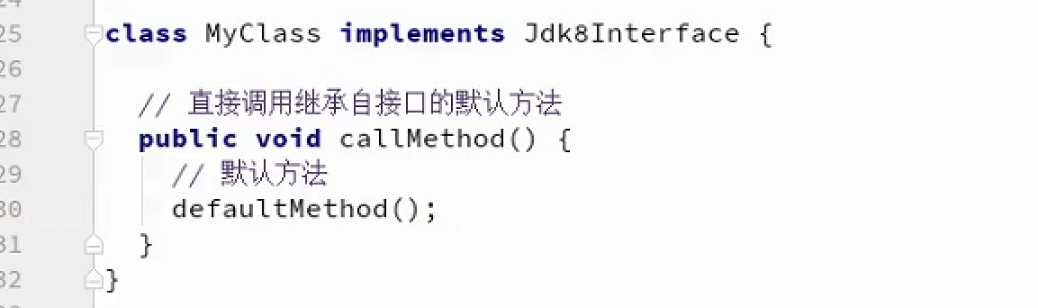 25 class MyClass implements Jdk8Interface {
26
27 // 直接调用继承自接口的默认方法
28 public void callMethod() {
29 // 默认方法
30 defaultMethod();
31 }
32 }